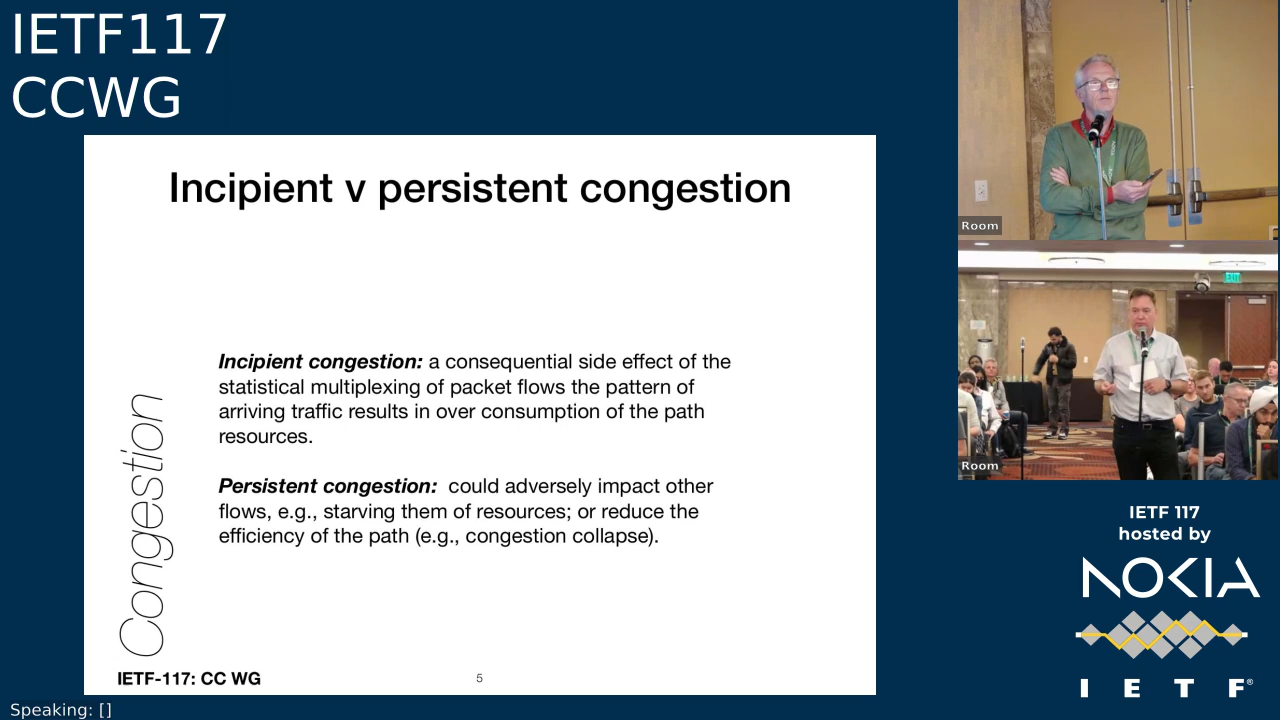 IETF117
CCWG
Incipient v persistent congestion
Incipient congestion: a consequential side effect of the
statistical multiplexing of packet flows the pattern of
arriving traffic results in over consumption of the path
resources.
Persistent congestion:  could adversely impact other
flows, e.g., starving them of resources; or reduce the
efficiency of the path (e.g., congestion collapse).
Congestion
IETF-117: CC WG
5
Speaking: []
Room
EXIT
Room
IETF 117
hosted by
NOKIA
I E T F®